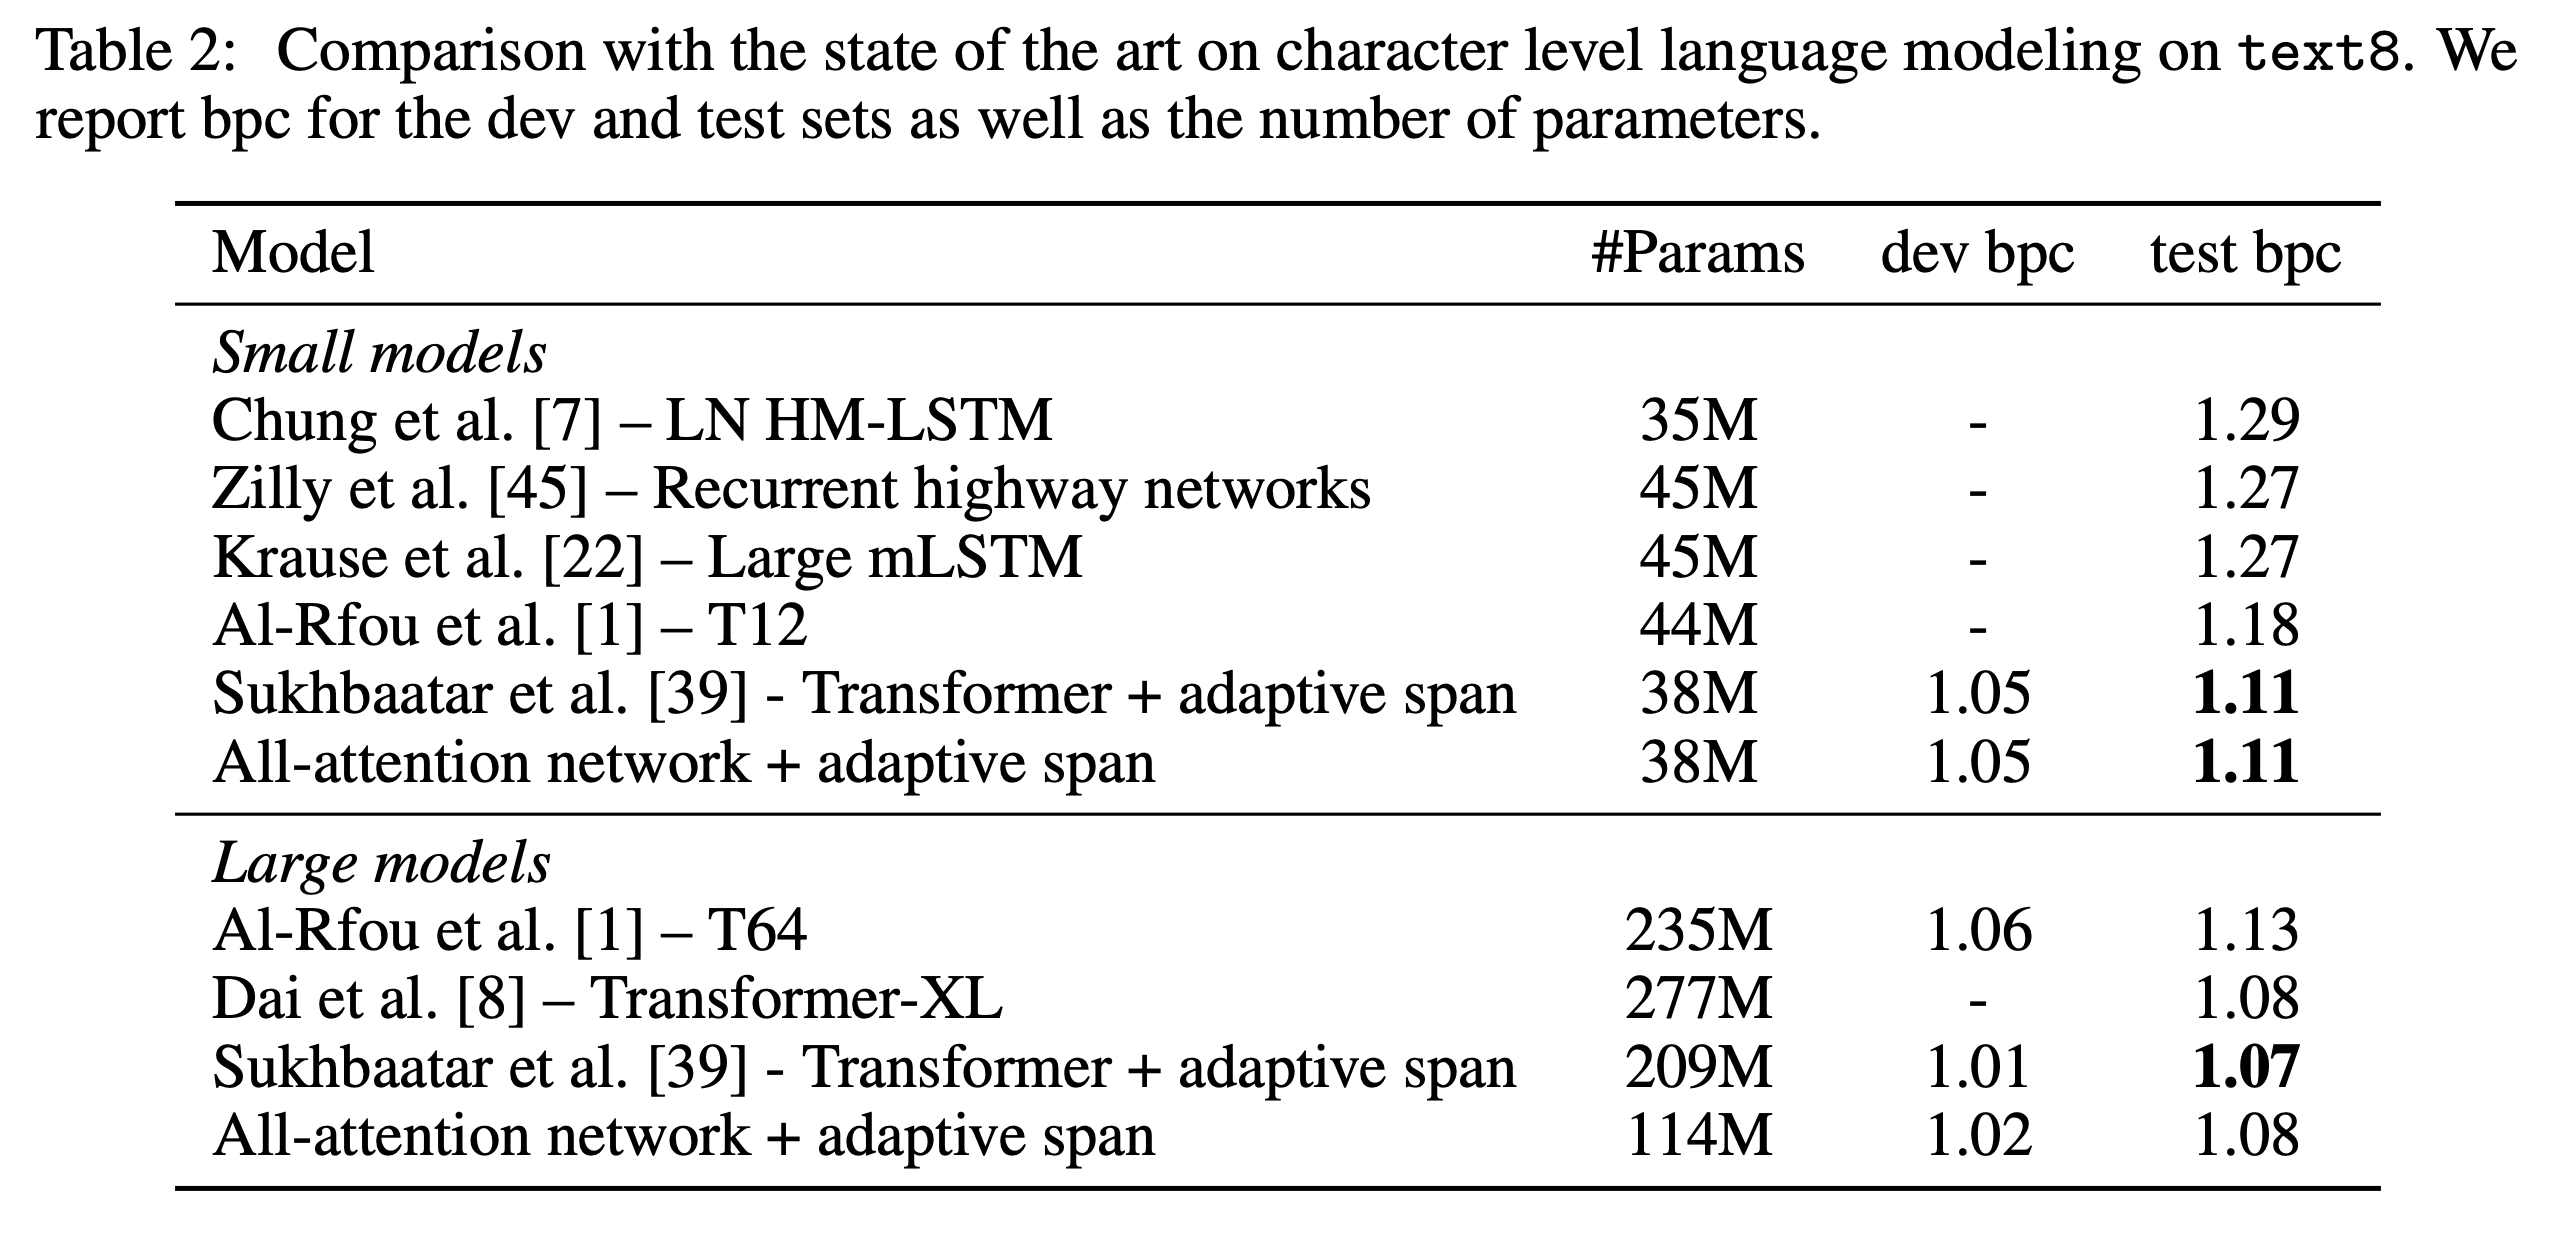 Table 2: Comparison with the state of the art on character level language modeling on text8. We
report bpc for the dev and test sets as well as the number of parameters.
Model #Params dev bpc test bpc
Small models
Chung et al. [7] – LN HM-LSTM 35M - 1.29
Zilly et al. [45] – Recurrent highway networks 45M - 1.27
Krause et al. [22] – Large mLSTM 45M - 1.27
Al-Rfou et al. [1] – T12 44M - 1.18
Sukhbaatar et al. [39] - Transformer + adaptive span 38M 1.05 1.11
All-attention network + adaptive span 38M 1.05 1.11
Large models
Al-Rfou et al. [1] – T64 235M 1.06 1.13
Dai et al. [8] – Transformer-XL 277M - 1.08
Sukhbaatar et al. [39] - Transformer + adaptive span 209M 1.01 1.07
All-attention network + adaptive span 114M 1.02 1.08